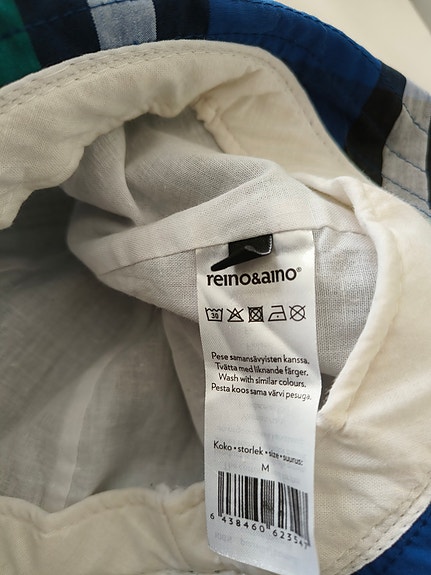 reino&aino®
30
Pese samansävyisten kanssa.
Tvätta med liknande färger.
Wash with similar colours.
Pesta koos sama värvi pesuga.
Koko • storlek • size • suurus:
M
6 438460 62354